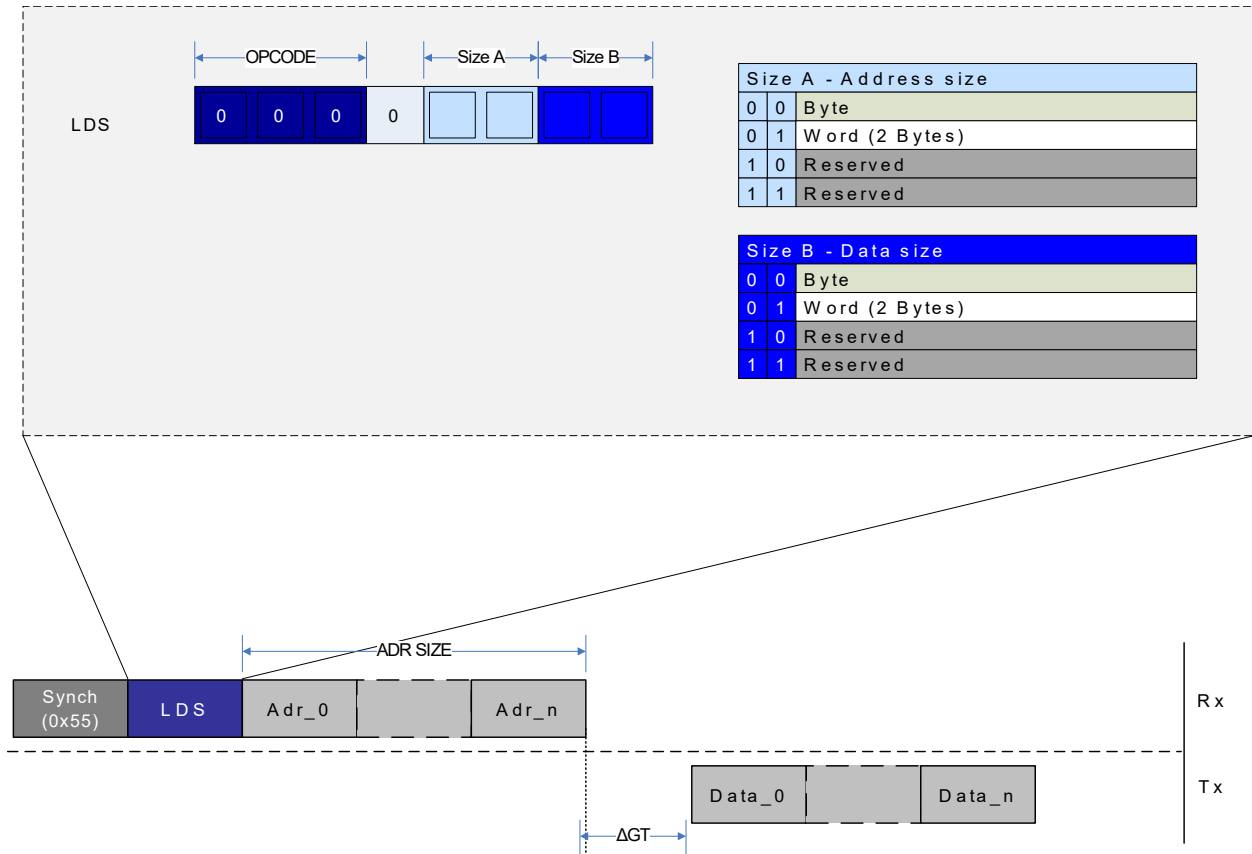 OPCODE Size A Size B
LDS 0 0 0 0
Size A - Address size
0 0 Byte
0 1 Word (2 Bytes)
1 0 Reserved
1 1 Reserved
Size B - Data size
0 0 Byte
0 1 Word (2 Bytes)
1 0 Reserved
1 1 Reserved
ADR SIZE
Synch
(0x55)
LDS
Adr_0
Adr_n
Rx
Data_0
Data_n
Tx
ΔGT